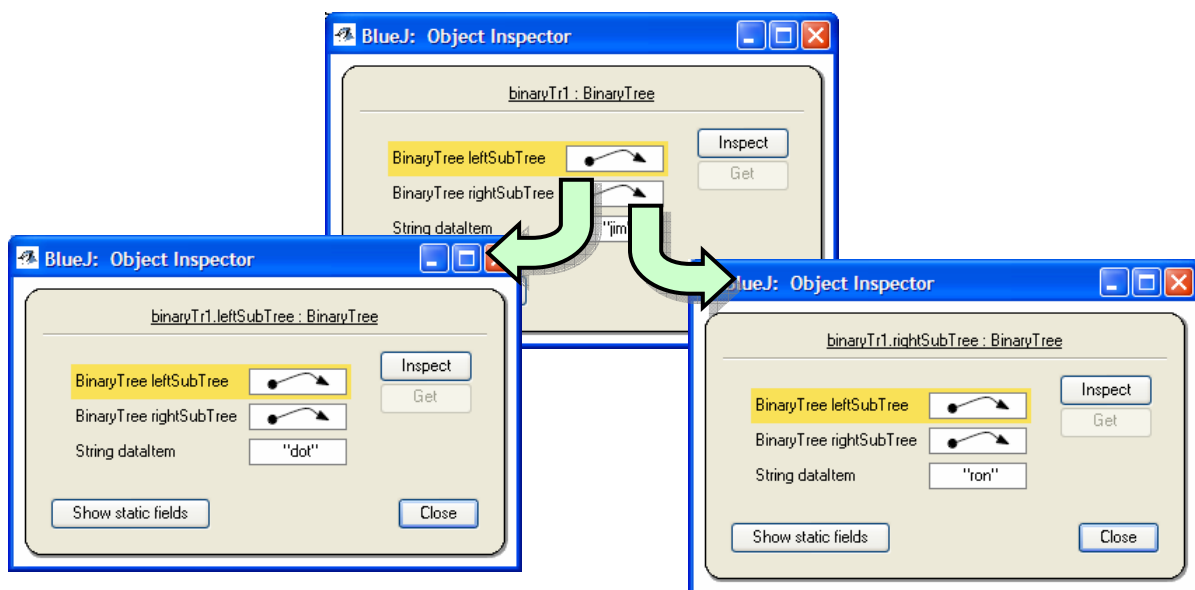 BlueJ: Object Inspector
binaryTr1 : BinaryTree
BinaryTree leftSubTree
Inspect
Get
BinaryTree rightSubTree
String dataItem "jim
BlueJ: Object Inspector
binaryTr1.leftSubTree : BinaryTree
BinaryTree leftSubTree
Inspect
Get
BinaryTree rightSubTree
String dataItem "dot"
Show static fields Close
lueJ: Object Inspector
binaryTr1.rightSubTree : BinaryTree
BinaryTree leftSubTree
Inspect
Get
BinaryTree rightSubTree
String dataItem "ron"
Show static fields Close